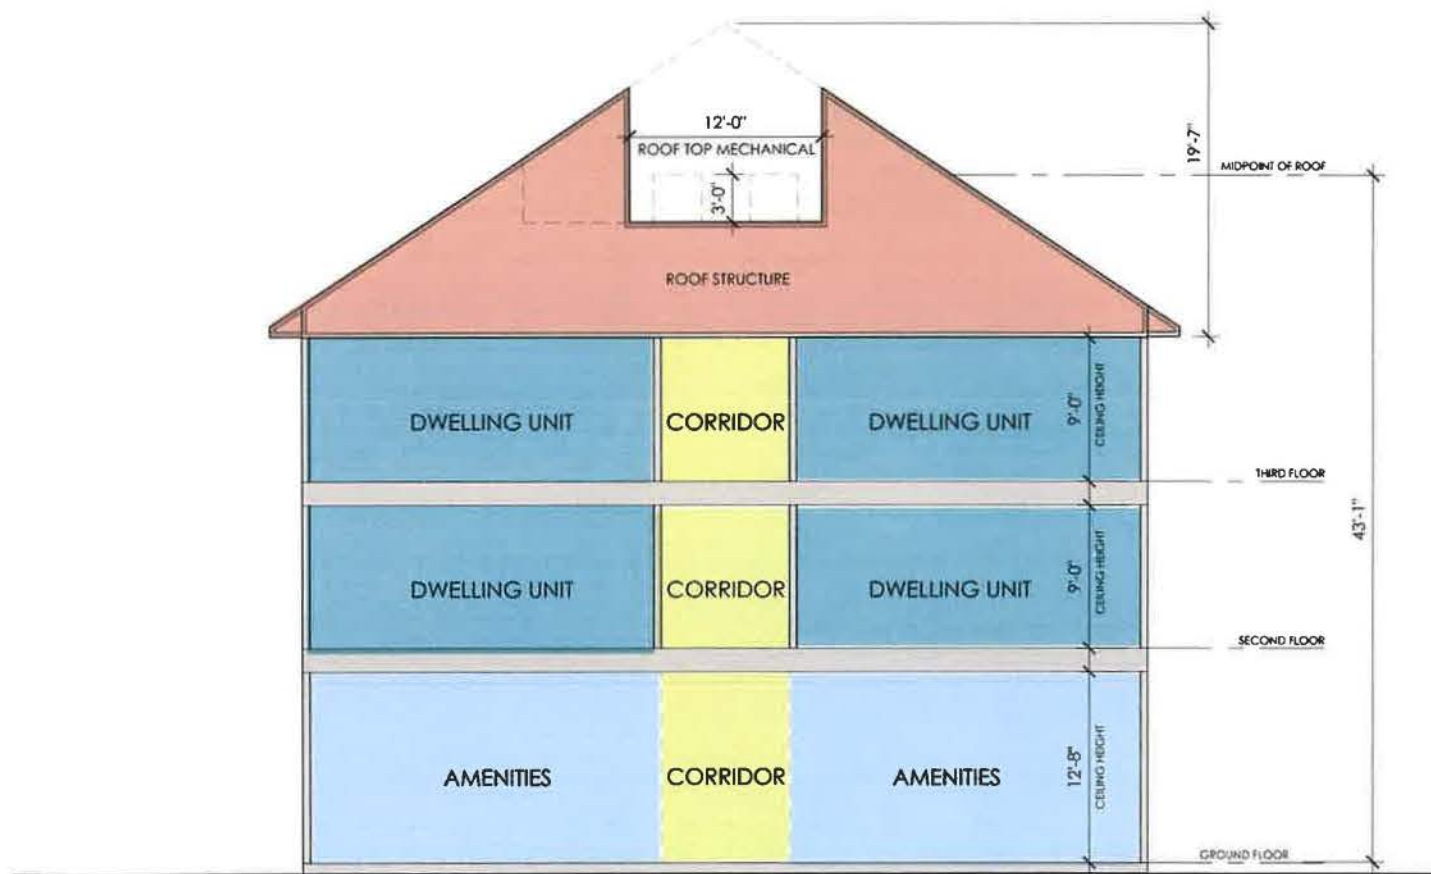 12'-0"
ROOF TOP MECHANICAL
3'-0"
19'-7"
MIDPOINT OF ROOF
ROOF STRUCTURE
DWELLING UNIT
CORRIDOR
DWELLING UNIT
9'-0"
CEILING HEIGHT
THIRD FLOOR
43'-1"
DWELLING UNIT
CORRIDOR
DWELLING UNIT
9'-0"
CEILING HEIGHT
SECOND FLOOR
AMENITIES
CORRIDOR
AMENITIES
12'-8"
CEILING HEIGHT
GROUND FLOOR